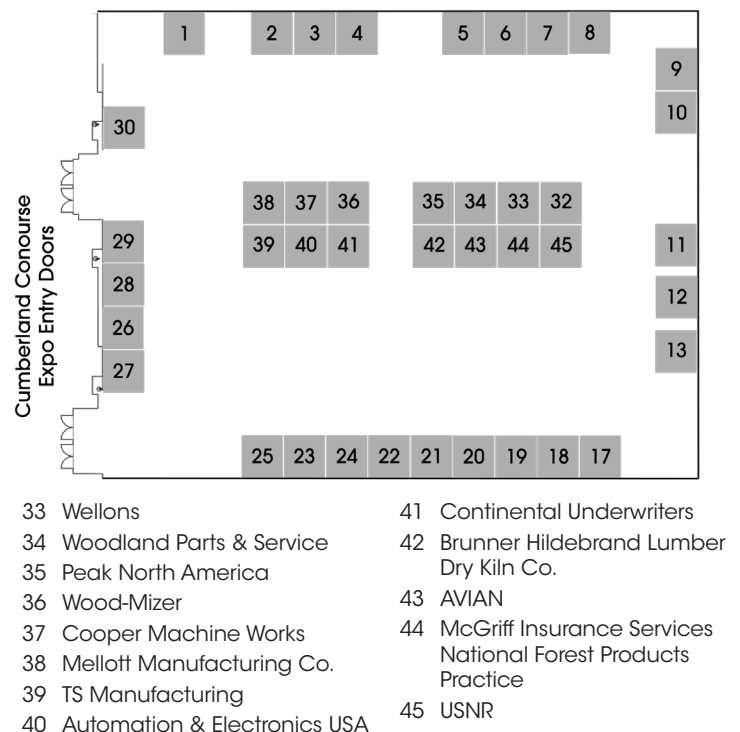 1 2 3 4 5 6 7 8
9
10
30
38 37 36 35 34 33 32
39 40 41 42 43 44 45
29
28
26
27
11
12
13
Cumberland Conourse
Expo Entry Doors
25 23 24 22 21 20 19 18 17
33 Wellons
34 Woodland Parts & Service
35 Peak North America
36 Wood-Mizer
37 Cooper Machine Works
38 Mellott Manufacturing Co.
39 TS Manufacturing
40 Automation & Electronics USA
41 Continental Underwriters
42 Brunner Hildebrand Lumber
Dry Kiln Co.
43 AVIAN
44 McGriff Insurance Services
National Forest Products
Practice
45 USNR